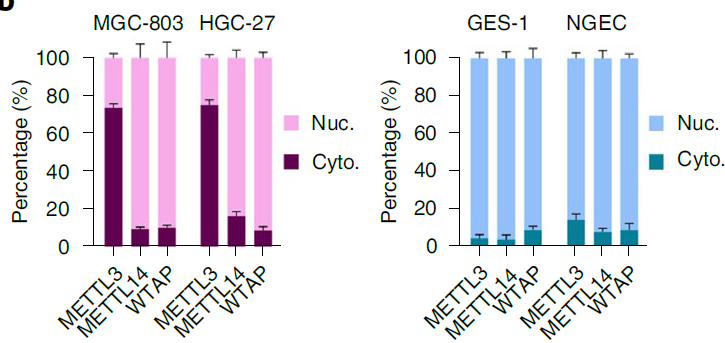 MGC-803 HGC-27
Percentage (%)
100
80
60
40
20
0
METTL3
METTL14
WTAP
METTL3
METTL14
WTAP
Nuc.
Cyto.
GES-1 NGEC
Percentage (%)
100
80
60
40
20
0
METTL3
METTL14
WTAP
METTL3
METTL14
WTAP
Nuc.
Cyto.